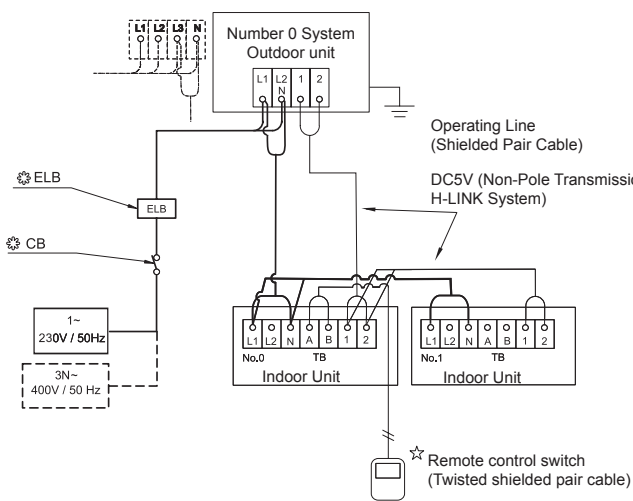 L1 L2 L3 N
Number 0 System
Outdoor unit
L1 L2 N 1 2
Operating Line
(Shielded Pair Cable)
DC5V (Non-Pole Transmissio
H-LINK System)
ELB
ELB
CB
1~
230V / 50Hz
3N~
400V / 50 Hz
L1 L2 N A B 1 2
No.0 TB
Indoor Unit
L1 L2 N A B 1 2
No.1 TB
Indoor Unit
Remote control switch
(Twisted shielded pair cable)